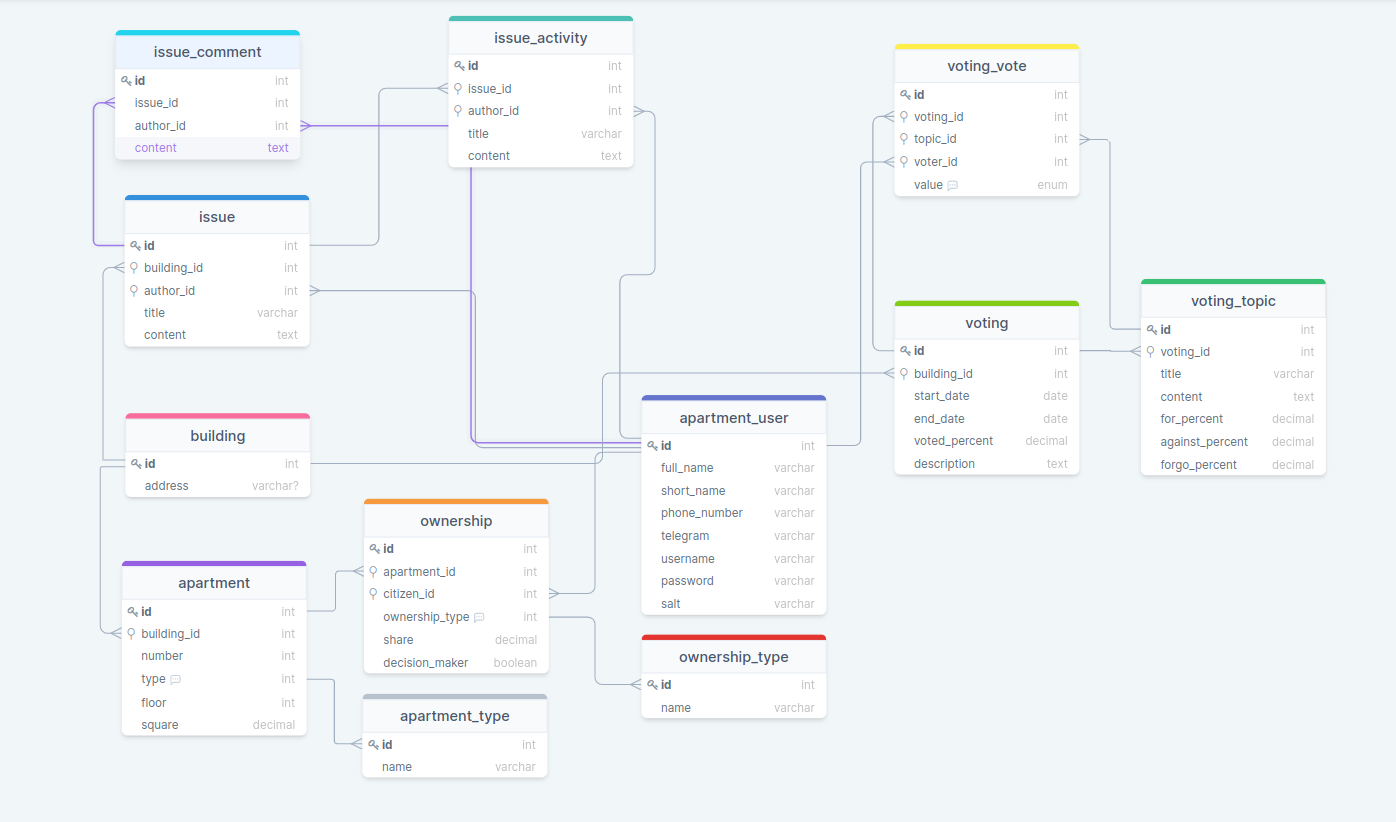 issue_comment
id int
issue_id int
author_id int
content text
issue_activity
id int
issue_id int
author_id int
title varchar
content text
voting_vote
id int
voting_id int
topic_id int
voter_id int
value enum
issue
id int
building_id int
author_id int
title varchar
content text
voting_topic
id int
voting_id int
title varchar
content text
for_percent decimal
against_percent decimal
forgo_percent decimal
voting
id int
building_id int
start_date date
end_date date
voted_percent decimal
description text
building
id int
address varchar?
apartment_user
id int
full_name varchar
short_name varchar
phone_number varchar
telegram varchar
username varchar
password varchar
salt varchar
ownership
id int
apartment_id int
citizen_id int
ownership_type int
share decimal
decision_maker boolean
apartment
id int
building_id int
number int
type int
floor int
square decimal
ownership_type
id int
name varchar
apartment_type
id int
name varchar